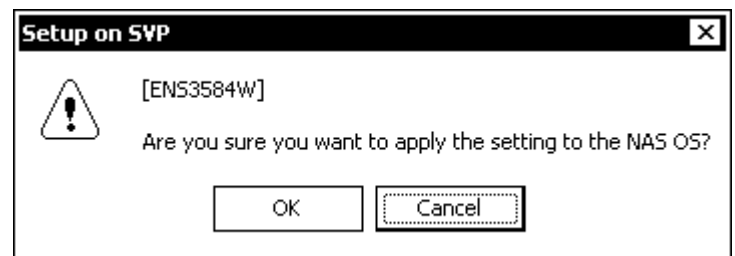 Setup on SVP
[ENS3584W]
Are you sure you want to apply the setting to the NAS OS?
OK Cancel